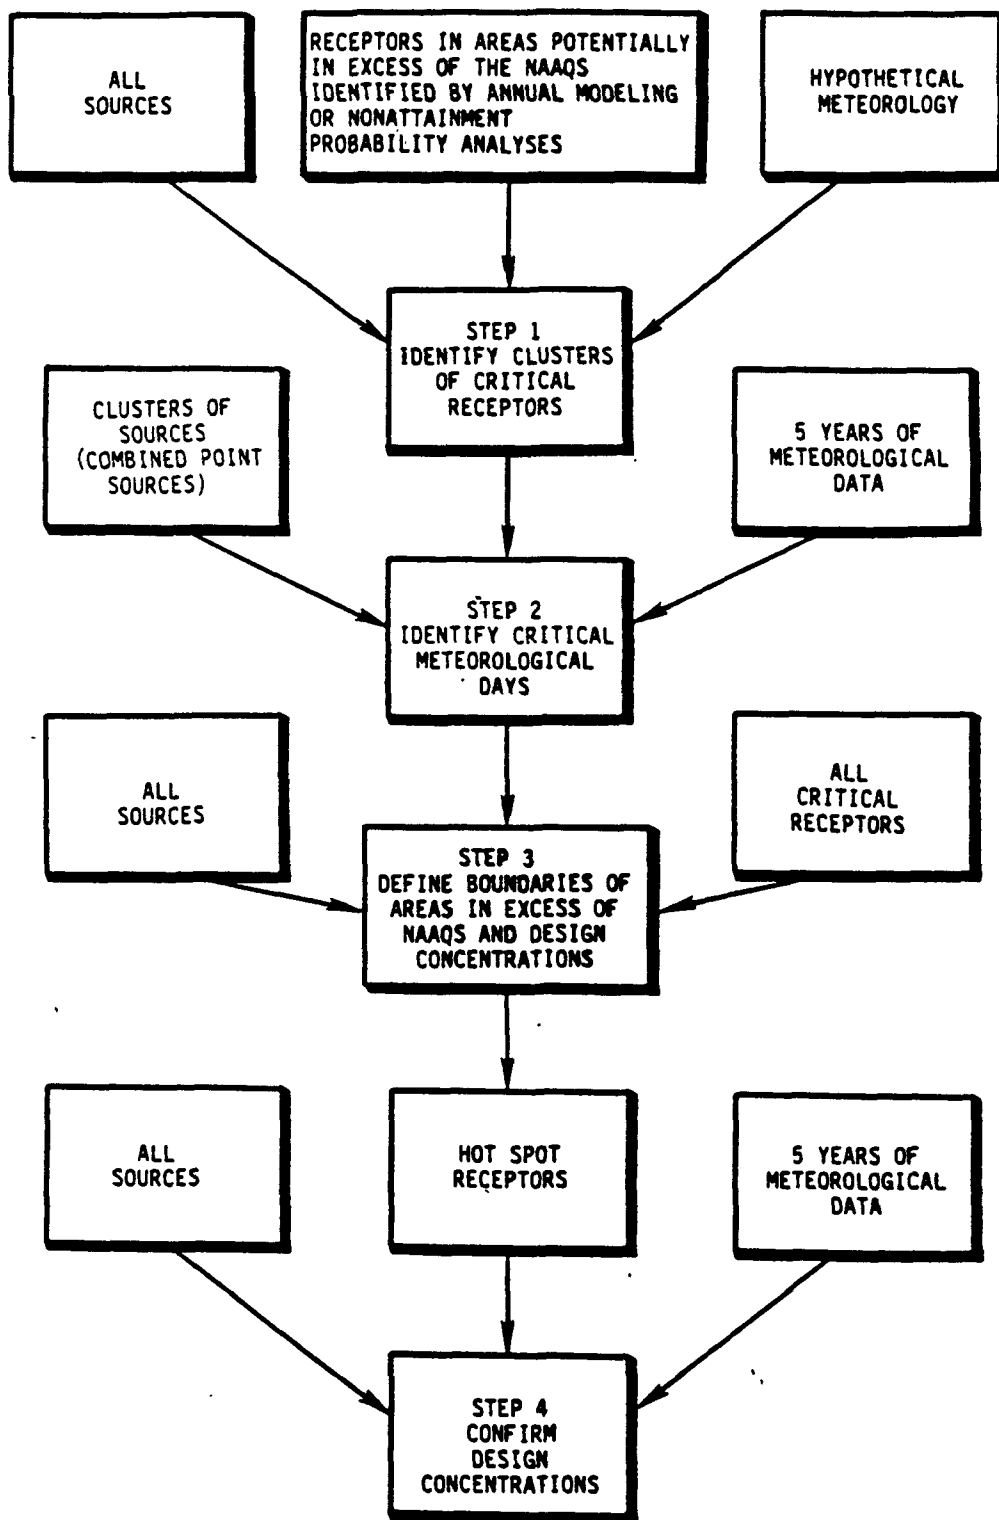 ALL
SOURCES
RECEPTORS IN AREAS POTENTIALLY
IN EXCESS OF THE NAAQS
IDENTIFIED BY ANNUAL MODELING
OR NONATTAINMENT
PROBABILITY ANALYSES
HYPOTHETICAL
METEOROLOGY
STEP 1
IDENTIFY CLUSTERS
OF CRITICAL
RECEPTORS
CLUSTERS OF
SOURCES
(COMBINED POINT
SOURCES)
5 YEARS OF
METEOROLOGICAL
DATA
STEP 2
IDENTIFY CRITICAL
METEOROLOGICAL
DAYS
ALL
SOURCES
ALL
CRITICAL
RECEPTORS
STEP 3
DEFINE BOUNDARIES OF
AREAS IN EXCESS OF
NAAQS AND DESIGN
CONCENTRATIONS
ALL
SOURCES
HOT SPOT
RECEPTORS
5 YEARS OF
METEOROLOGICAL
DATA
STEP 4
CONFIRM
DESIGN
CONCENTRATIONS